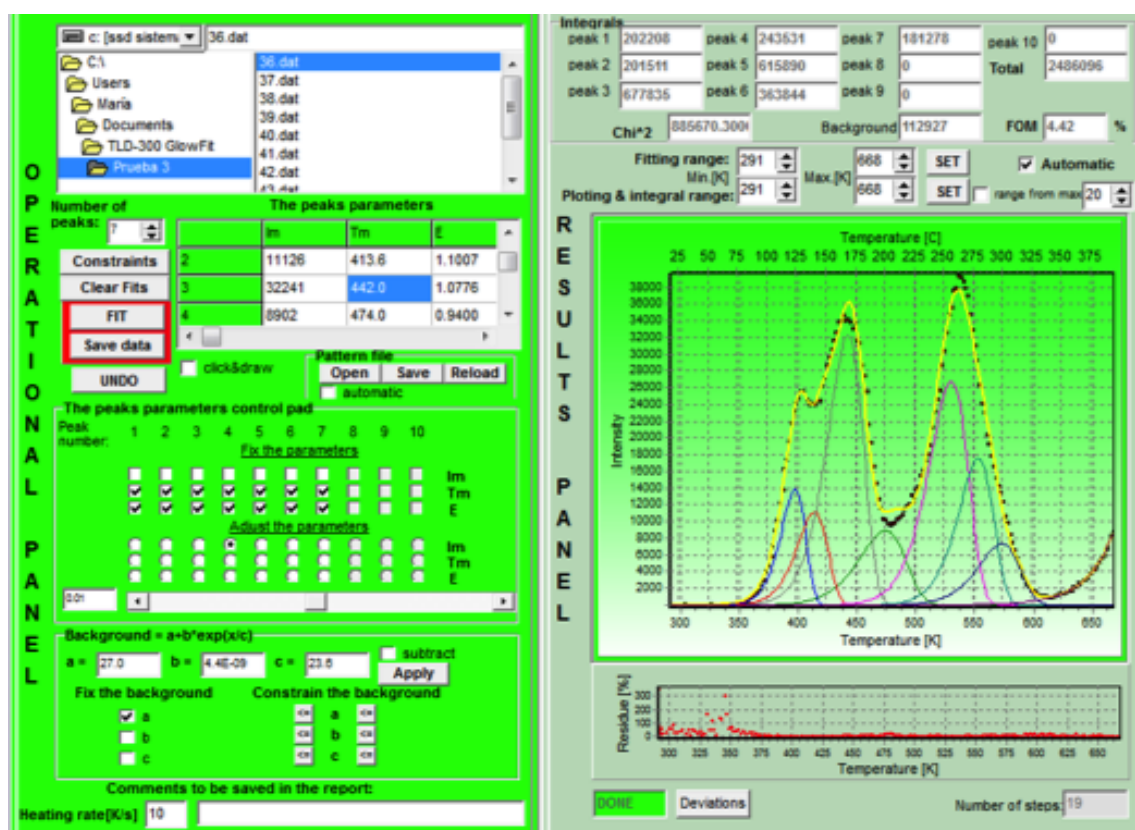 c: [ssd sistem 36.dat
C:\
Users
María
Documents
TLD-300 GlowFit
Prueba 3
36.dat
37.dat
38.dat
39.dat
40.dat
41.dat
42.dat
43.dat
OPERATIONAL PANEL
Number of peaks: 7
The peaks parameters
Im Tm E
2 11126 413.6 1.1007
3 32241 442.0 1.0776
4 8902 474.0 0.9400
Constraints
Clear Fits
FIT
Save data
UNDO
click&draw
Pattern file
Open Save Reload
automatic
The peaks parameters control pad
Peak number: 1 2 3 4 5 6 7 8 9 10
Fix the parameters
Im
Tm
E
Adjust the parameters
Im
Tm
E
0.01
Background = a+b*exp(x/c)
a = 27.0 b = 4.4E-09 c = 23.6
subtract
Apply
Fix the background Constrain the background
a <= a <=
b <= b <=
c <= c <=
Comments to be saved in the report:
Heating rate[K/s] 10
Integrals
peak 1 202208 peak 4 243531 peak 7 181278 peak 10 0
peak 2 201511 peak 5 615890 peak 8 0 Total 2486096
peak 3 677835 peak 6 363844 peak 9 0
Chi^2 885670.300 Background 112927 FOM 4.42 %
Fitting range: 291 668 SET Automatic
Min.[K] Max.[K]
Ploting & integral range: 291 668 SET range from max 20
RESULTS PANEL
Temperature [C]
25 50 75 100 125 150 175 200 225 250 275 300 325 350 375
Intensity
38000
36000
34000
32000
30000
28000
26000
24000
22000
20000
18000
16000
14000
12000
10000
8000
6000
4000
2000
300 350 400 450 500 550 600 650
Temperature [K]
Residue [%]
300
200
100
0
300 325 350 375 400 425 450 475 500 525 550 575 600 625 650
Temperature [K]
DONE Deviations Number of steps: 19